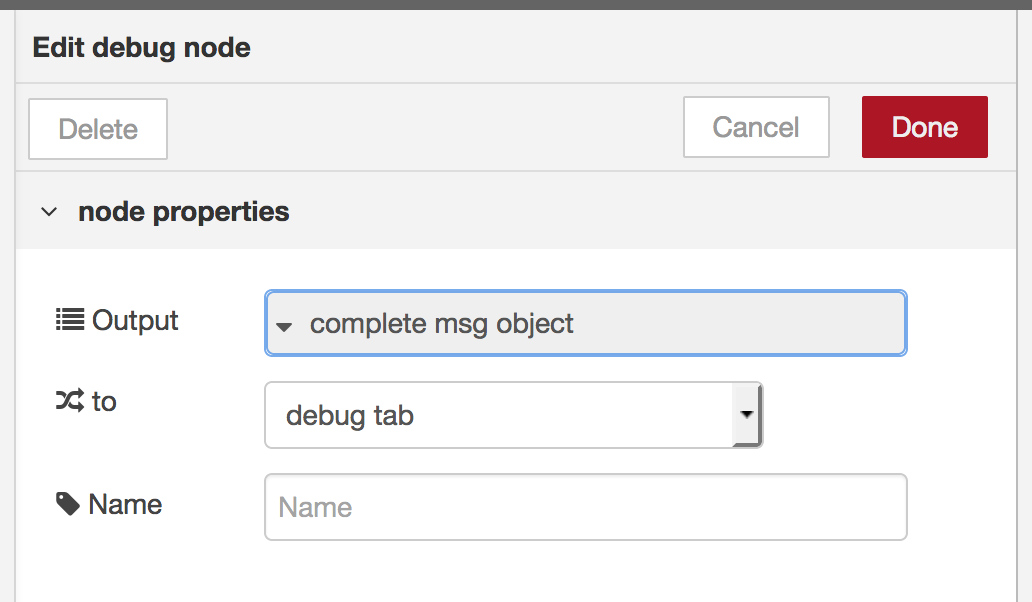 Edit debug node
Delete Cancel Done
node properties
Output complete msg object
to debug tab
Name Name